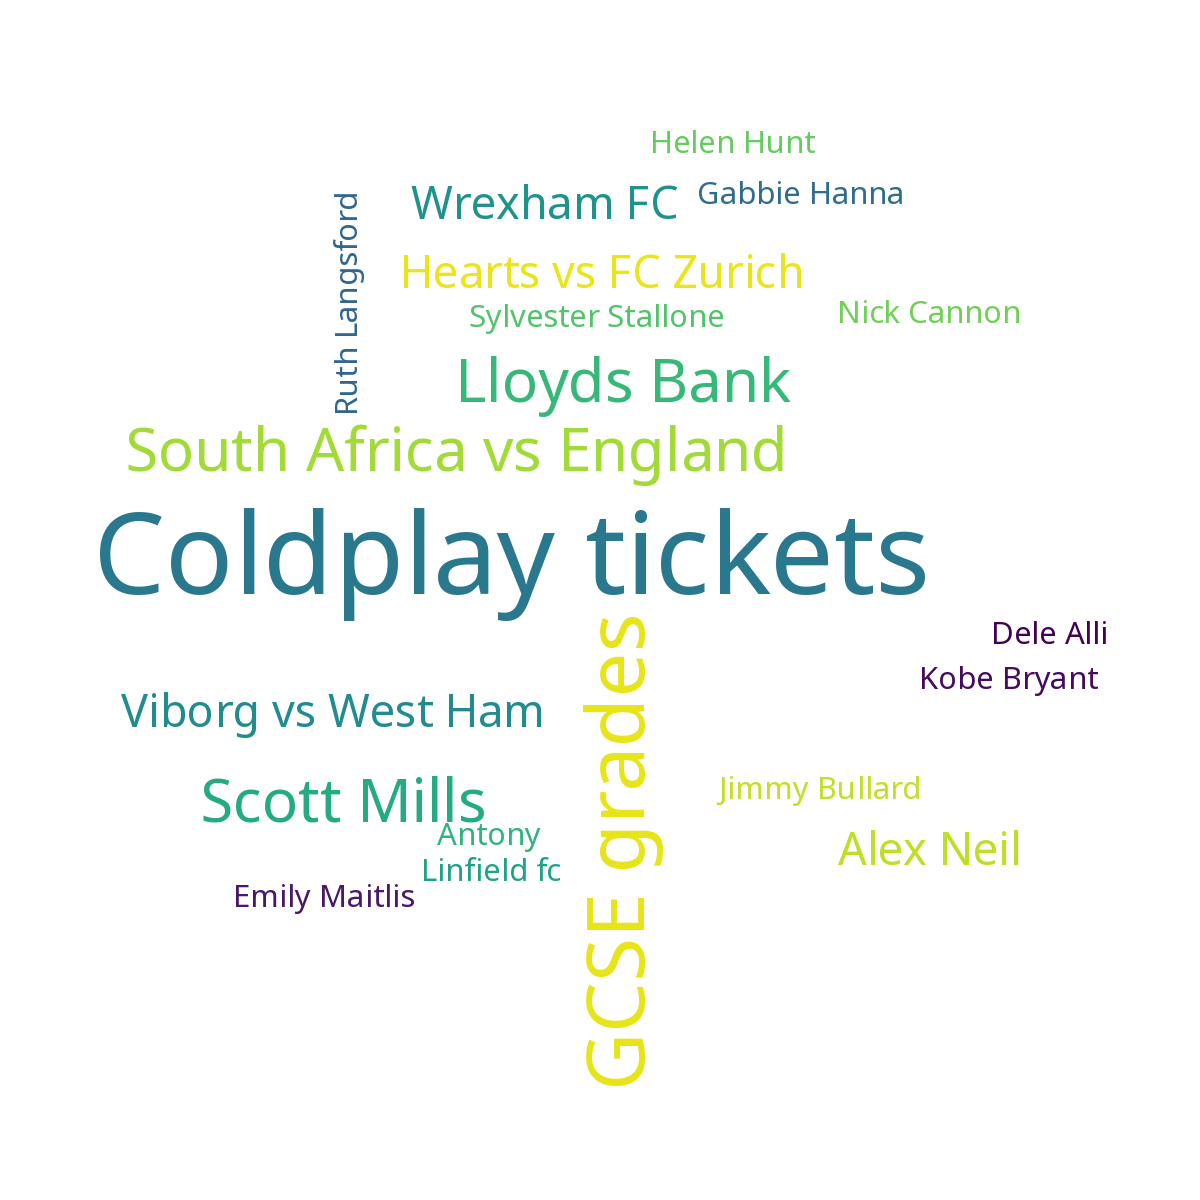 Helen Hunt
Wrexham FC
Gabbie Hanna
Ruth Langsford
Hearts vs FC Zurich
Sylvester Stallone
Nick Cannon
Lloyds Bank
South Africa vs England
Coldplay tickets
GCSE grades
Dele Alli
Kobe Bryant
Viborg vs West Ham
Scott Mills
Jimmy Bullard
Antony
Alex Neil
Linfield fc
Emily Maitlis